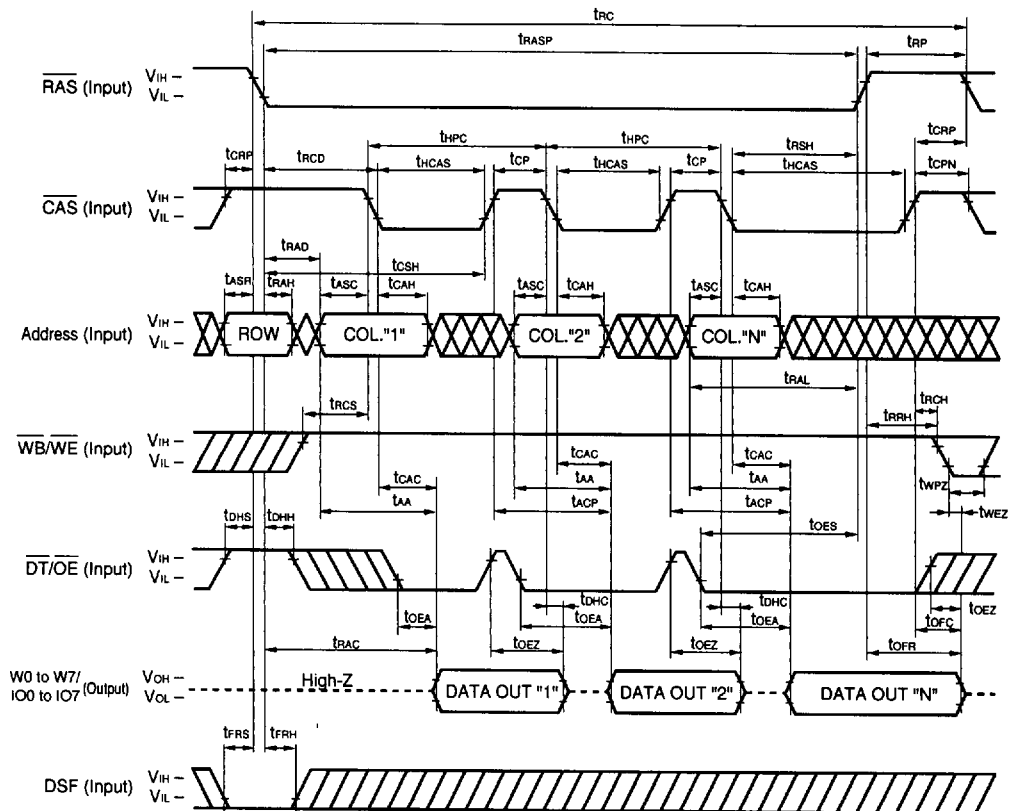 tRC
tRASP tRP
RAS (Input) VIH – VIL –
tCRP tRCD tHPC tHPC tCRP
tHCAS tCP tHCAS tCP tRSH tHCAS tCPN
CAS (Input) VIH – VIL –
tRAD tCSH
tASR tRAH tASC tCAH tASC tCAH tASC tCAH
Address (Input) VIH – VIL – ROW COL."1" COL."2" COL."N"
tRAL
tRCS tRCH tRRH
WB/WE (Input) VIH – VIL –
tCAC tCAC tCAC tWPZ
tAA tAA tAA
tACP tACP tWEZ
tDHS tDHH tOES
DT/OE (Input) VIH – VIL –
tDHC tDHC tOEZ
tOEA tOEA tOEA tOFC
tRAC tOEZ tOEZ tOFR
W0 to W7/ IO0 to IO7 (Output) VOH – VOL – High-Z DATA OUT "1" DATA OUT "2" DATA OUT "N"
tFRS tFRH
DSF (Input) VIH – VIL –